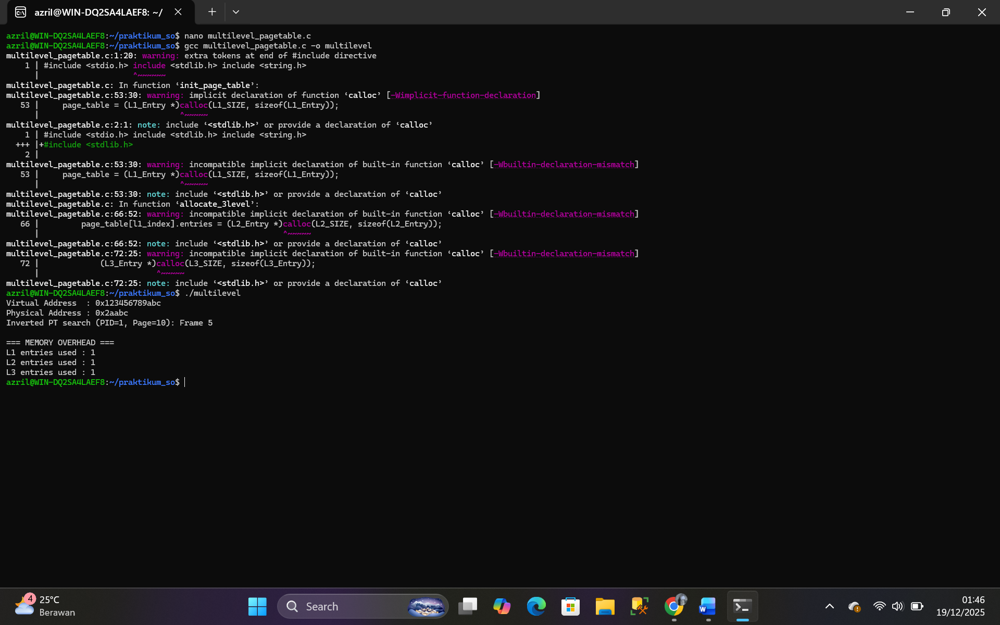 azril@WIN-DQ2SA4LAEF8: ~/
azril@WIN-DQ2SA4LAEF8:~/praktikum_so$ nano multilevel_pagetable.c
azril@WIN-DQ2SA4LAEF8:~/praktikum_so$ gcc multilevel_pagetable.c -o multilevel
multilevel_pagetable.c:1:20: warning: extra tokens at end of #include directive
    1 | #include <stdio.h> include <stdlib.h> include <string.h>
      |                    ^~~~~~~
multilevel_pagetable.c: In function ‘init_page_table’:
multilevel_pagetable.c:53:30: warning: implicit declaration of function ‘calloc’ [-Wimplicit-function-declaration]
   53 |     page_table = (L1_Entry *)calloc(L1_SIZE, sizeof(L1_Entry));
      |                              ^~~~~~
multilevel_pagetable.c:2:1: note: include ‘<stdlib.h>’ or provide a declaration of ‘calloc’
    1 | #include <stdio.h> include <stdlib.h> include <string.h>
  +++ |+#include <stdlib.h>
    2 |
multilevel_pagetable.c:53:30: warning: incompatible implicit declaration of built-in function ‘calloc’ [-Wbuiltin-declaration-mismatch]
   53 |     page_table = (L1_Entry *)calloc(L1_SIZE, sizeof(L1_Entry));
      |                              ^~~~~~
multilevel_pagetable.c:53:30: note: include ‘<stdlib.h>’ or provide a declaration of ‘calloc’
multilevel_pagetable.c: In function ‘allocate_3level’:
multilevel_pagetable.c:66:52: warning: incompatible implicit declaration of built-in function ‘calloc’ [-Wbuiltin-declaration-mismatch]
   66 |         page_table[l1_index].entries = (L2_Entry *)calloc(L2_SIZE, sizeof(L2_Entry));
      |                                                    ^~~~~~
multilevel_pagetable.c:66:52: note: include ‘<stdlib.h>’ or provide a declaration of ‘calloc’
multilevel_pagetable.c:72:25: warning: incompatible implicit declaration of built-in function ‘calloc’ [-Wbuiltin-declaration-mismatch]
   72 |             (L3_Entry *)calloc(L3_SIZE, sizeof(L3_Entry));
      |                         ^~~~~~
multilevel_pagetable.c:72:25: note: include ‘<stdlib.h>’ or provide a declaration of ‘calloc’
azril@WIN-DQ2SA4LAEF8:~/praktikum_so$ ./multilevel
Virtual Address  : 0x123456789abc
Physical Address : 0x2aabc
Inverted PT search (PID=1, Page=10): Frame 5
=== MEMORY OVERHEAD ===
L1 entries used : 1
L2 entries used : 1
L3 entries used : 1
azril@WIN-DQ2SA4LAEF8:~/praktikum_so$
4
25°C
Berawan
Search
01:46
19/12/2025